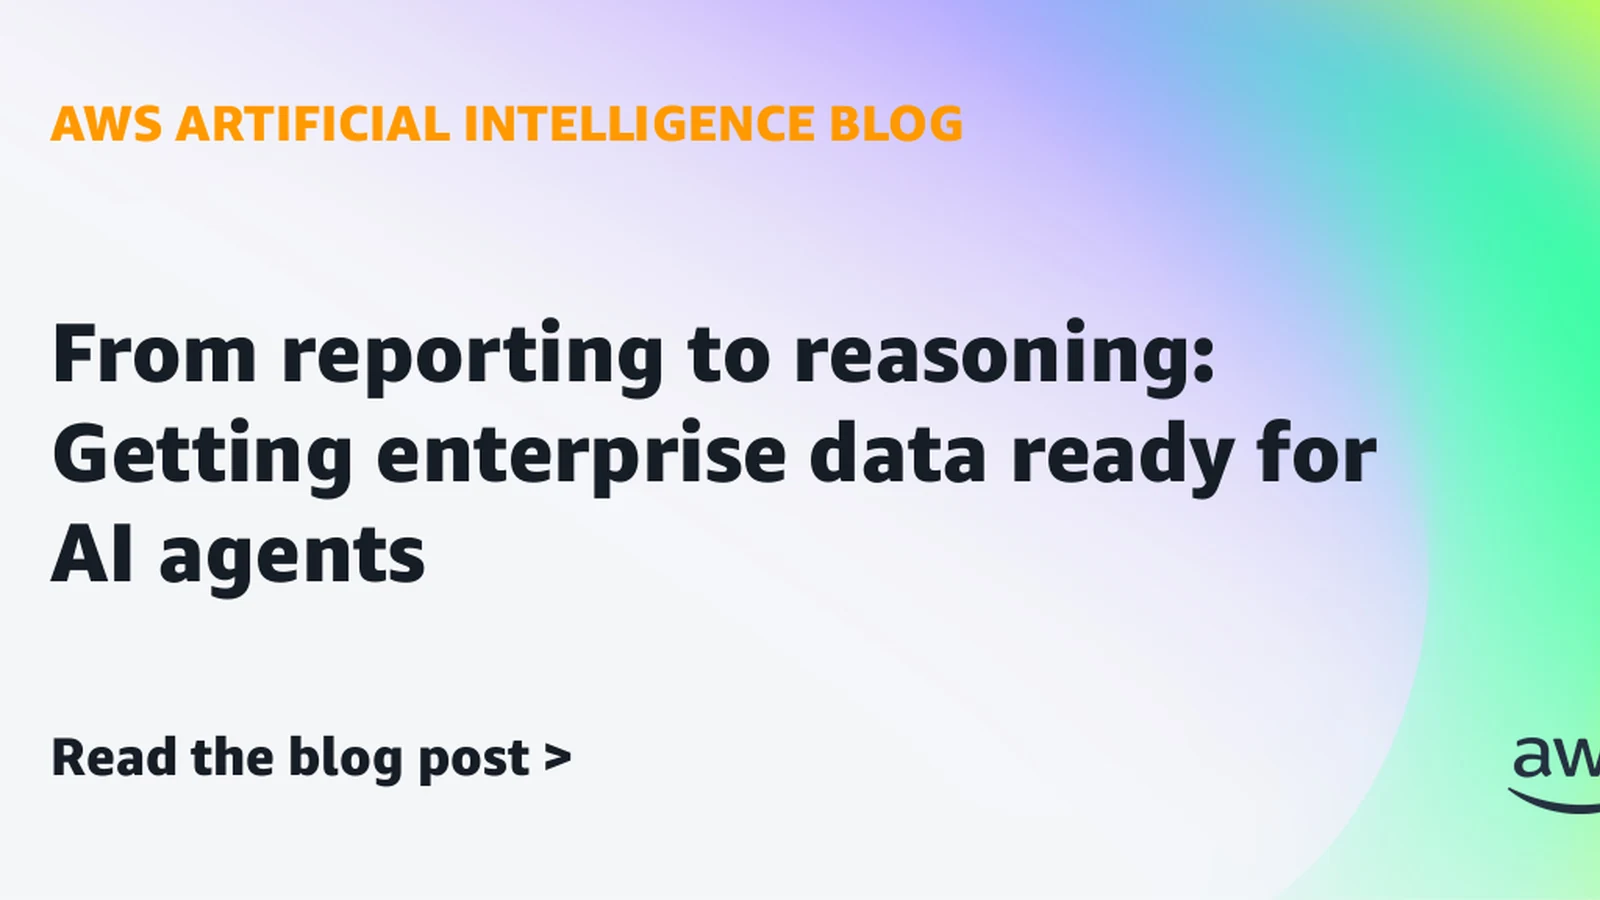 AWS ARTIFICIAL INTELLIGENCE BLOG
From reporting to reasoning:
Getting enterprise data ready for
AI agents
Read the blog post >
aw